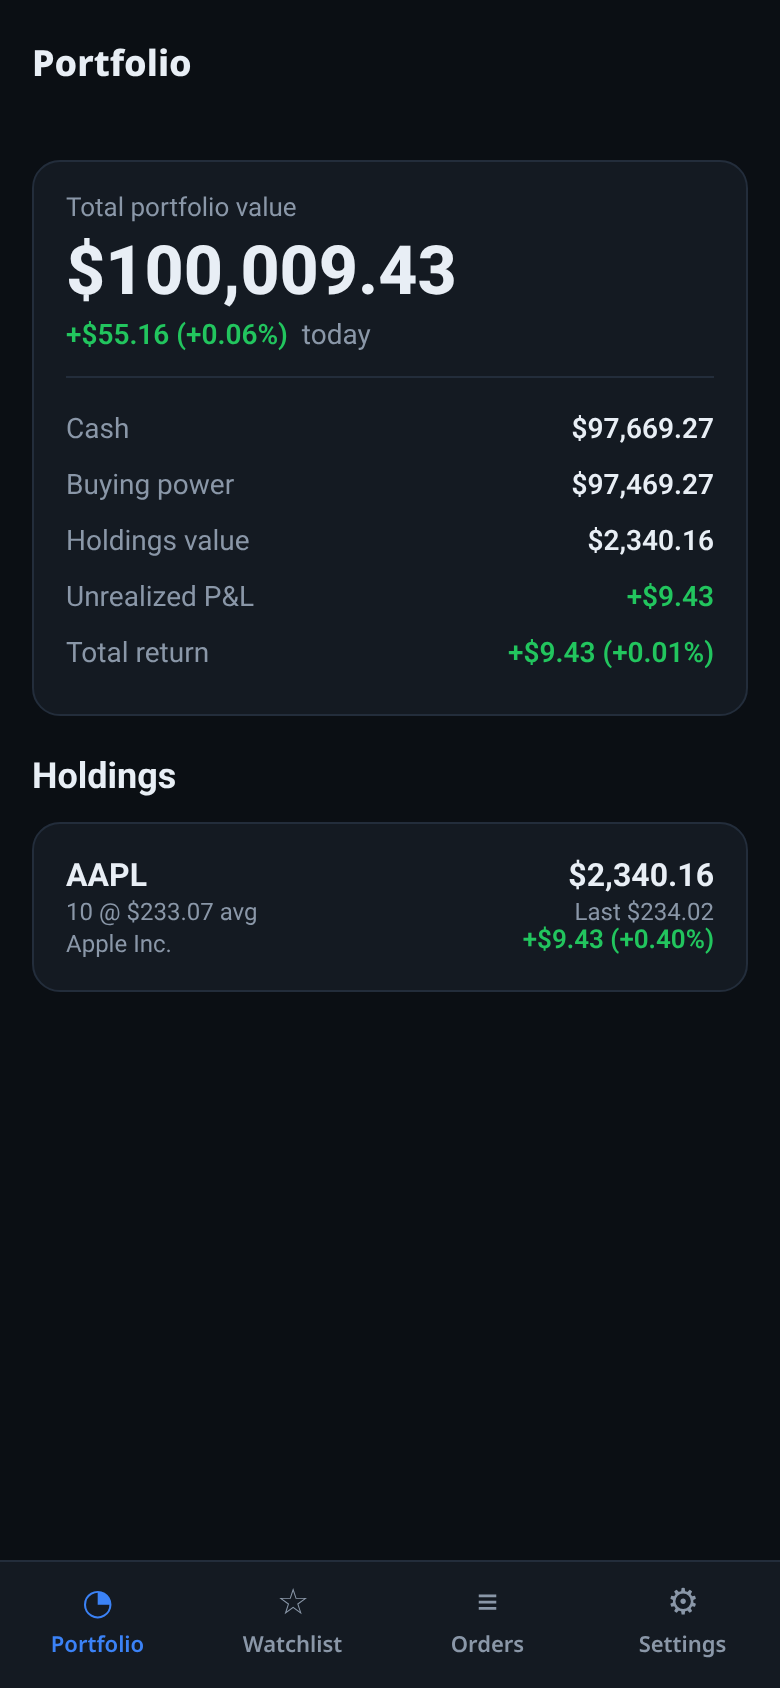 Portfolio
Total portfolio value
$100,009.43
+$55.16 (+0.06%) today
Cash $97,669.27
Buying power $97,469.27
Holdings value $2,340.16
Unrealized P&L +$9.43
Total return +$9.43 (+0.01%)
Holdings
AAPL $2,340.16
10 @ $233.07 avg Last $234.02
Apple Inc. +$9.43 (+0.40%)
Portfolio Watchlist Orders Settings